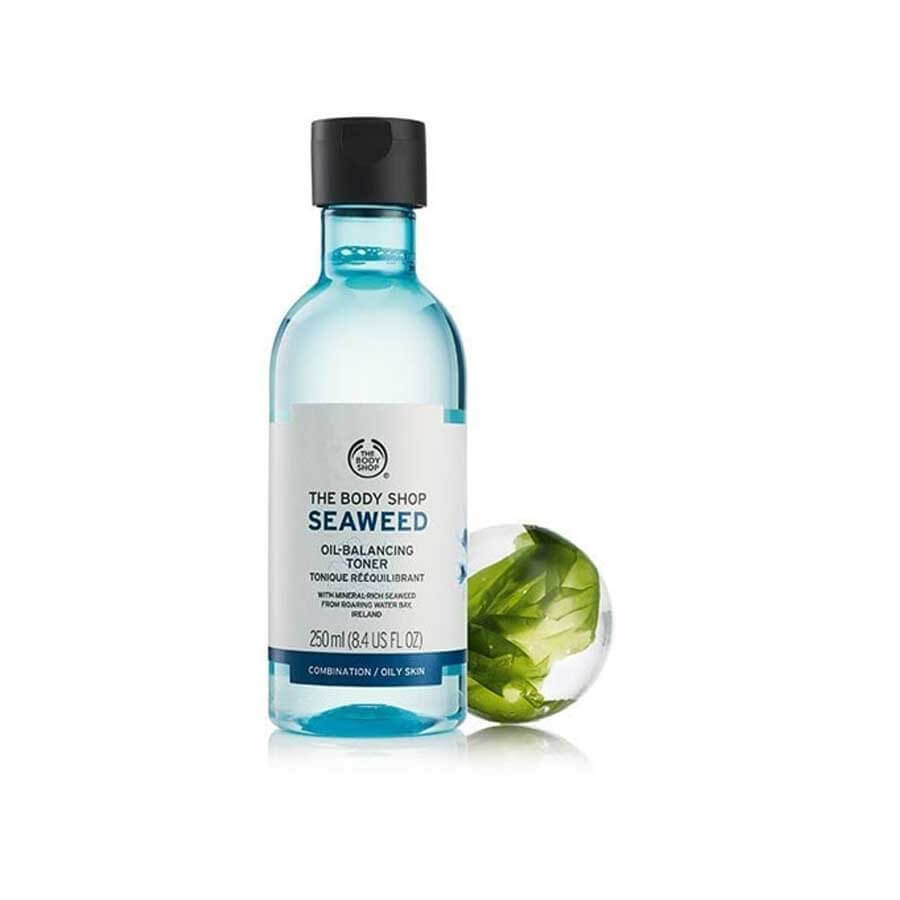 THE
BODY
SHOP
®
THE BODY SHOP
SEAWEED
OIL-BALANCING
TONER
TONIQUE RÉÉQUILIBRANT
WITH MINERAL-RICH SEAWEED
FROM ROARING WATER BAY,
IRELAND
250 ml (8.4 US FL OZ)
COMBINATION / OILY SKIN